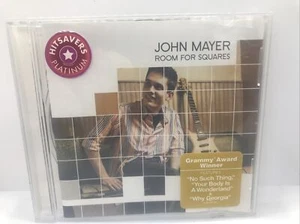 HITSAVERS
PLATINUM
JOHN MAYER
ROOM FOR SQUARES
Grammy Award
Winner
"No Such Thing,"
"Your Body Is
A Wonderland"
"Why Georgia"